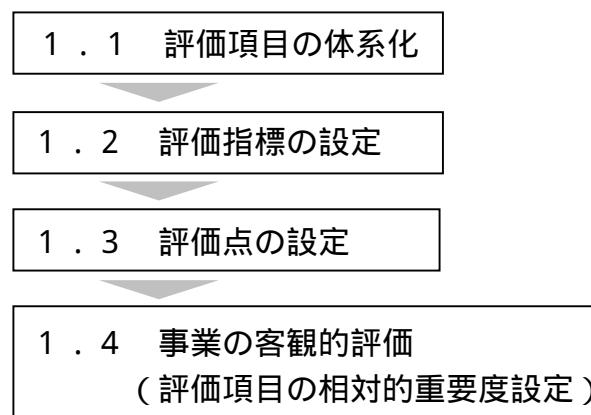 １．１　評価項目の体系化
１．２　評価指標の設定
１．３　評価点の設定
１．４　事業の客観的評価
（評価項目の相対的重要度設定）